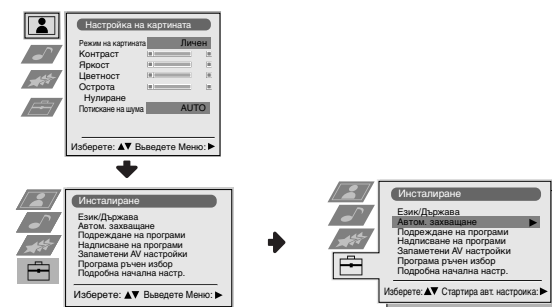 Настройка на картината
Режим на картината Личен
Контраст
Яркост
Цветност
Острота
Нулиране
Потискане на шума AUTO
Изберете: ▲▼ Выведете Меню: ▶
Инсталиране
Език/Държава
Автом. захващане
Подреждане на програми
Надписване на програми
Запаметени AV настройки
Програма ръчен избор
Подробна начална настр.
Изберете: ▲▼ Выведете Меню: ▶
Инсталиране
Език/Държава
Автом. захващане ▶
Подреждане на програми
Надписване на програми
Запаметени AV настройки
Програма ръчен избор
Подробна начална настр.
Изберете: ▲▼ Стартира авт. настройка: ▶